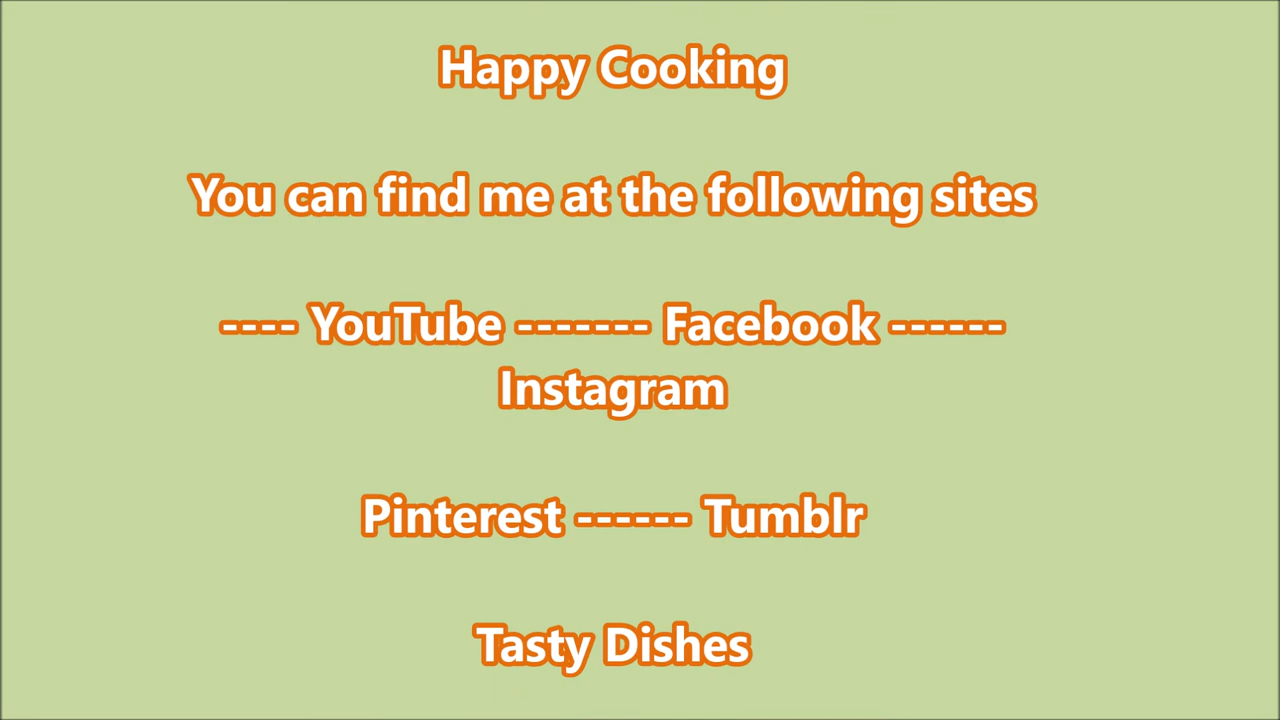 Happy Cooking
You can find me at the following sites
---- YouTube ------- Facebook ------
Instagram
Pinterest ------ Tumblr
Tasty Dishes